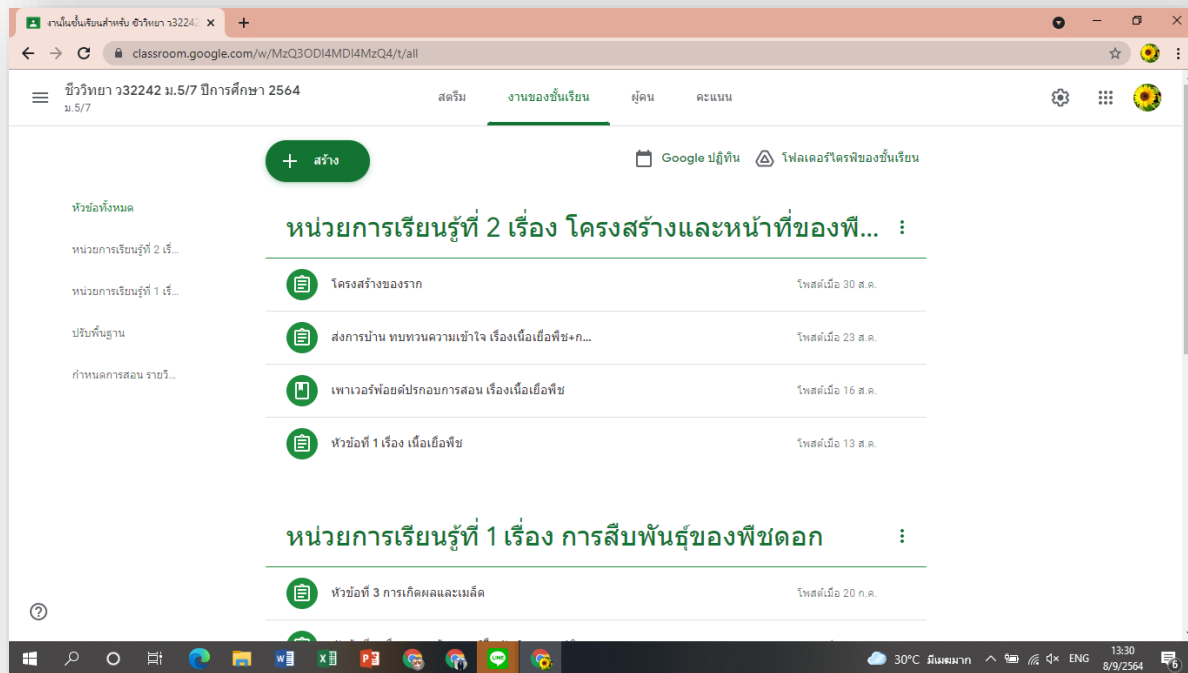 งานในชั้นเรียนสำหรับ ชีววิทยา ว32242
classroom.google.com/w/MzQ3ODI4MDI4MzQ4/t/all
ชีววิทยา ว32242 ม.5/7 ปีการศึกษา 2564
ม.5/7
สตรีม งานของชั้นเรียน ผู้คน คะแนน
สร้าง
Google ปฏิทิน โฟลเดอร์ไดรฟ์ของชั้นเรียน
หัวข้อทั้งหมด
หน่วยการเรียนรู้ที่ 2 เรื่...
หน่วยการเรียนรู้ที่ 1 เรื่...
ปรับพื้นฐาน
กำหนดการสอน รายวิ...
หน่วยการเรียนรู้ที่ 2 เรื่อง โครงสร้างและหน้าที่ของพื...
โครงสร้างของราก โพสต์เมื่อ 30 ส.ค.
ส่งการบ้าน ทบทวนความเข้าใจ เรื่องเนื้อเยื่อพืช+ก... โพสต์เมื่อ 23 ส.ค.
เพาเวอร์พ้อยต์ปรกอบการสอน เรื่องเนื้อเยื่อพืช โพสต์เมื่อ 16 ส.ค.
หัวข้อที่ 1 เรื่อง เนื้อเยื่อพืช โพสต์เมื่อ 13 ส.ค.
หน่วยการเรียนรู้ที่ 1 เรื่อง การสืบพันธุ์ของพืชดอก
หัวข้อที่ 3 การเกิดผลและเมล็ด โพสต์เมื่อ 20 ก.ค.
30°C มีเมฆมาก ENG
13:30
8/9/2564
6